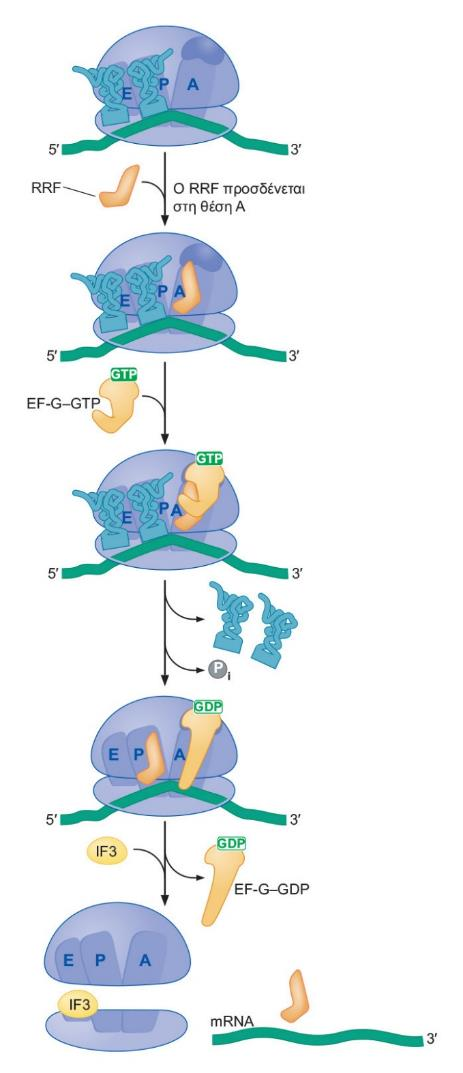 E P A
5′ 3′
RRF
Ο RRF προσδένεται
στη θέση Α
E P A
5′ 3′
GTP
EF-G–GTP
GTP
E P A
5′ 3′
Pi
GDP
E P A
5′ 3′
IF3
GDP
EF-G–GDP
E P A
IF3
mRNA
3′